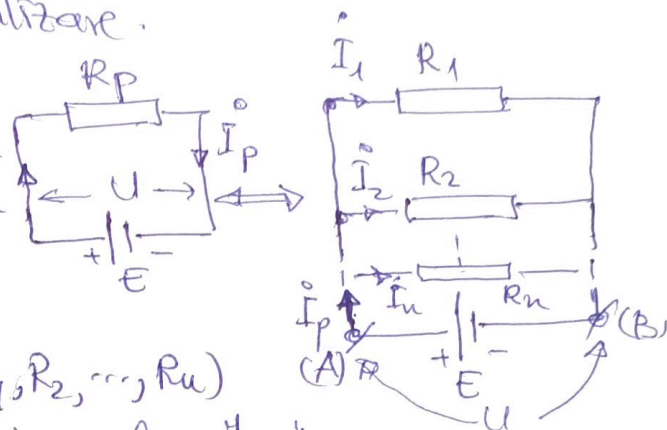 lizare.
Rp
Ip
U
+ -
E
I1 R1
I2 R2
In Rn
Ip
(A) + - (B)
E
U
, R2, ..., Rn)